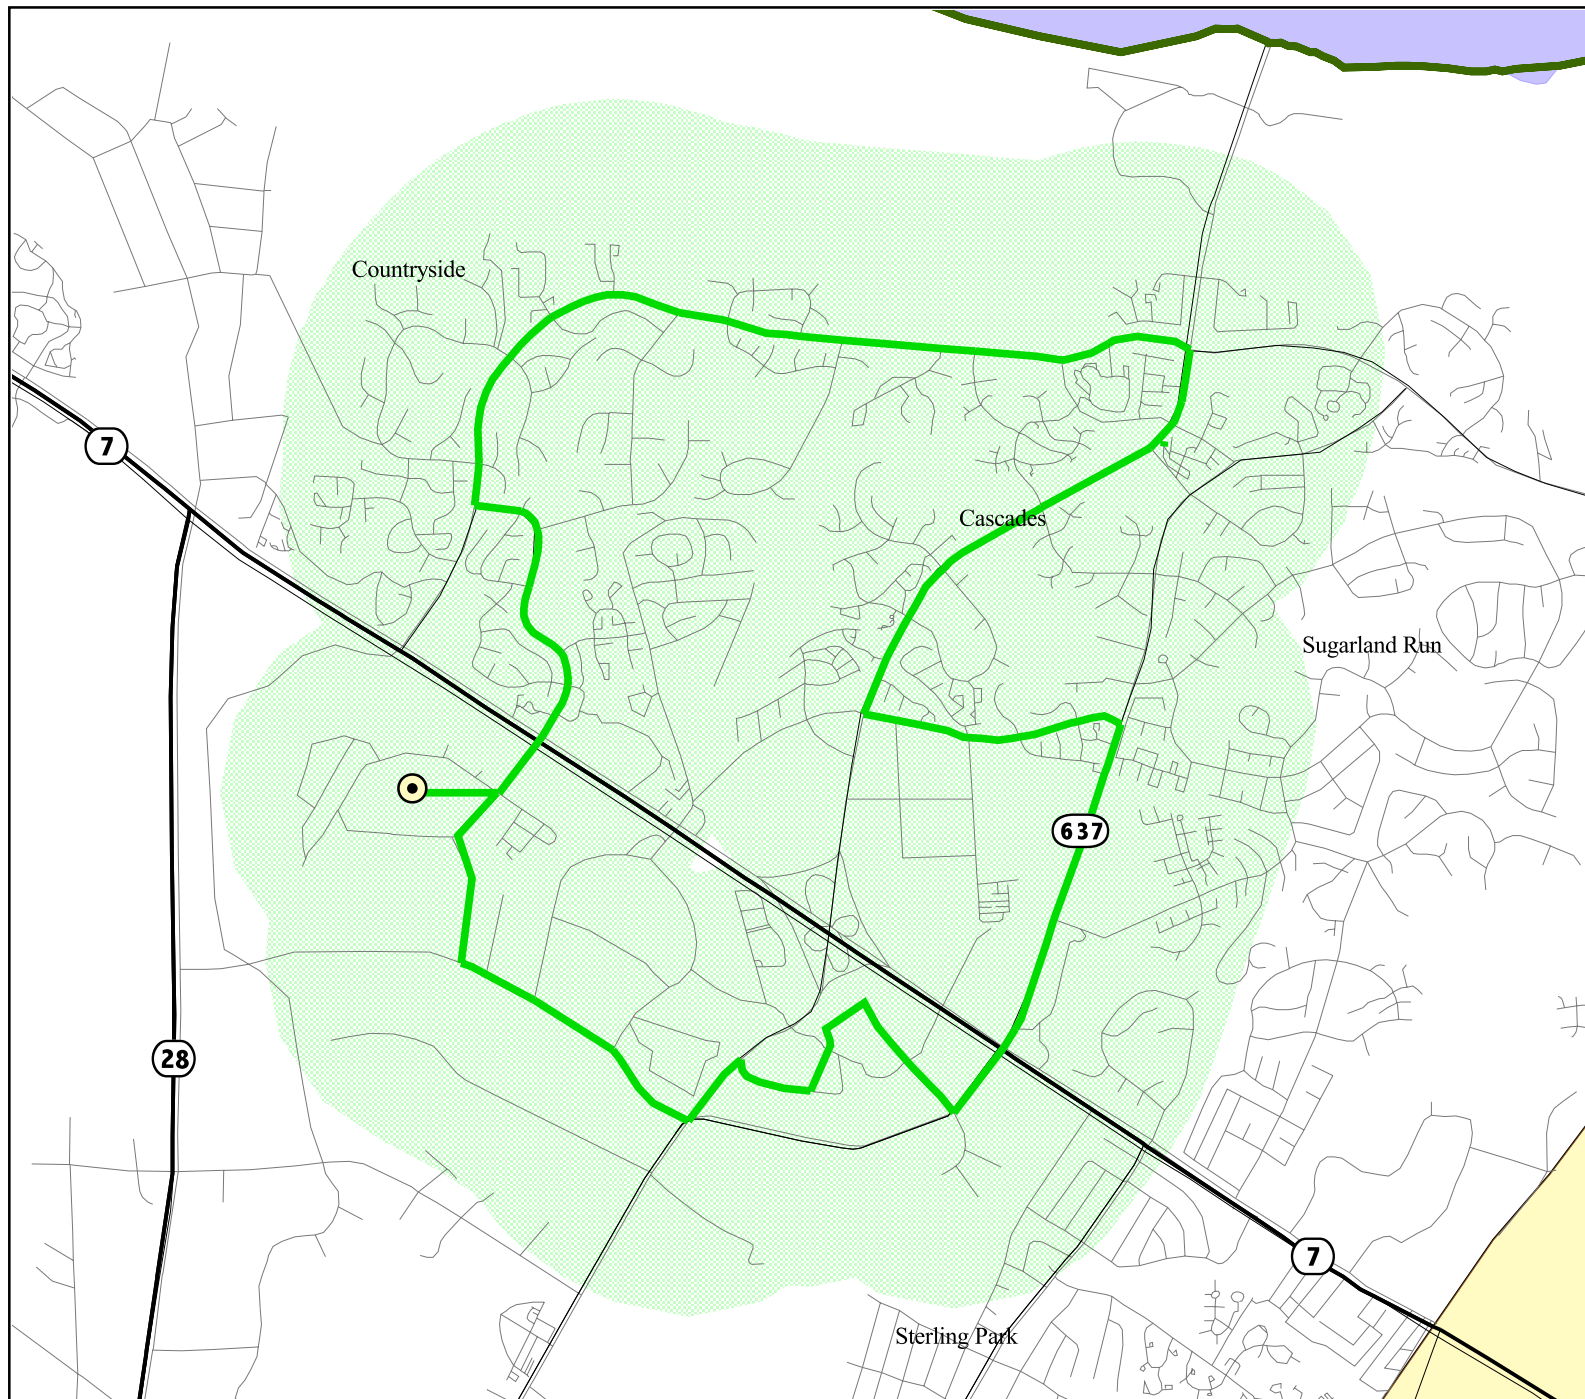 Countryside
7
Cascades
Sugarland Run
637
28
7
Sterling Park